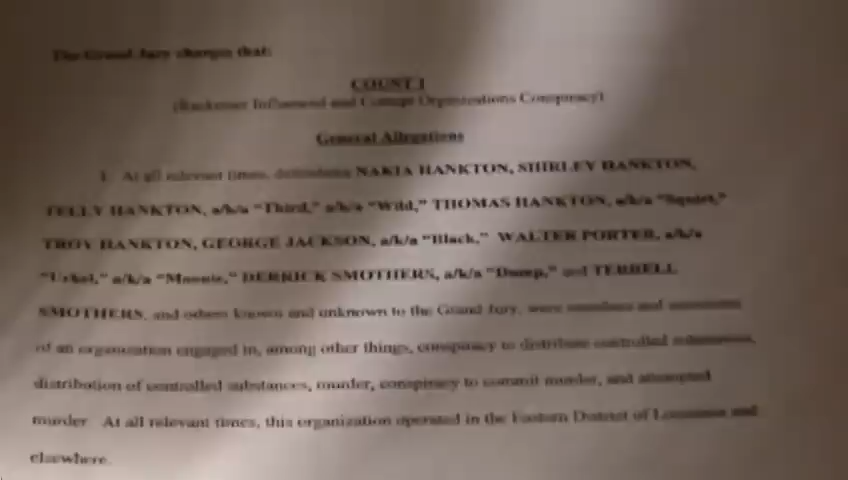 The Grand Jury charges that:
COUNT 1
(Racketeer Influenced and Corrupt Organizations Conspiracy)
General Allegations
1. At all relevant times, defendants NAKIA HANKTON, SHIRLEY HANKTON,
TELLY HANKTON, a/k/a “Third,” a/k/a “Wild,” THOMAS HANKTON, a/k/a “Squirt,”
TROY HANKTON, GEORGE JACKSON, a/k/a “Black,” WALTER PORTER, a/k/a
“Urkel,” a/k/a “Moonie,” DERRICK SMOTHERS, a/k/a “Dump,” and TERRELL
SMOTHERS, and others known and unknown to the Grand Jury, were members and associates
of an organization engaged in, among other things, conspiracy to distribute controlled substances,
distribution of controlled substances, murder, conspiracy to commit murder, and attempted
murder. At all relevant times, this organization operated in the Eastern District of Louisiana and
elsewhere.